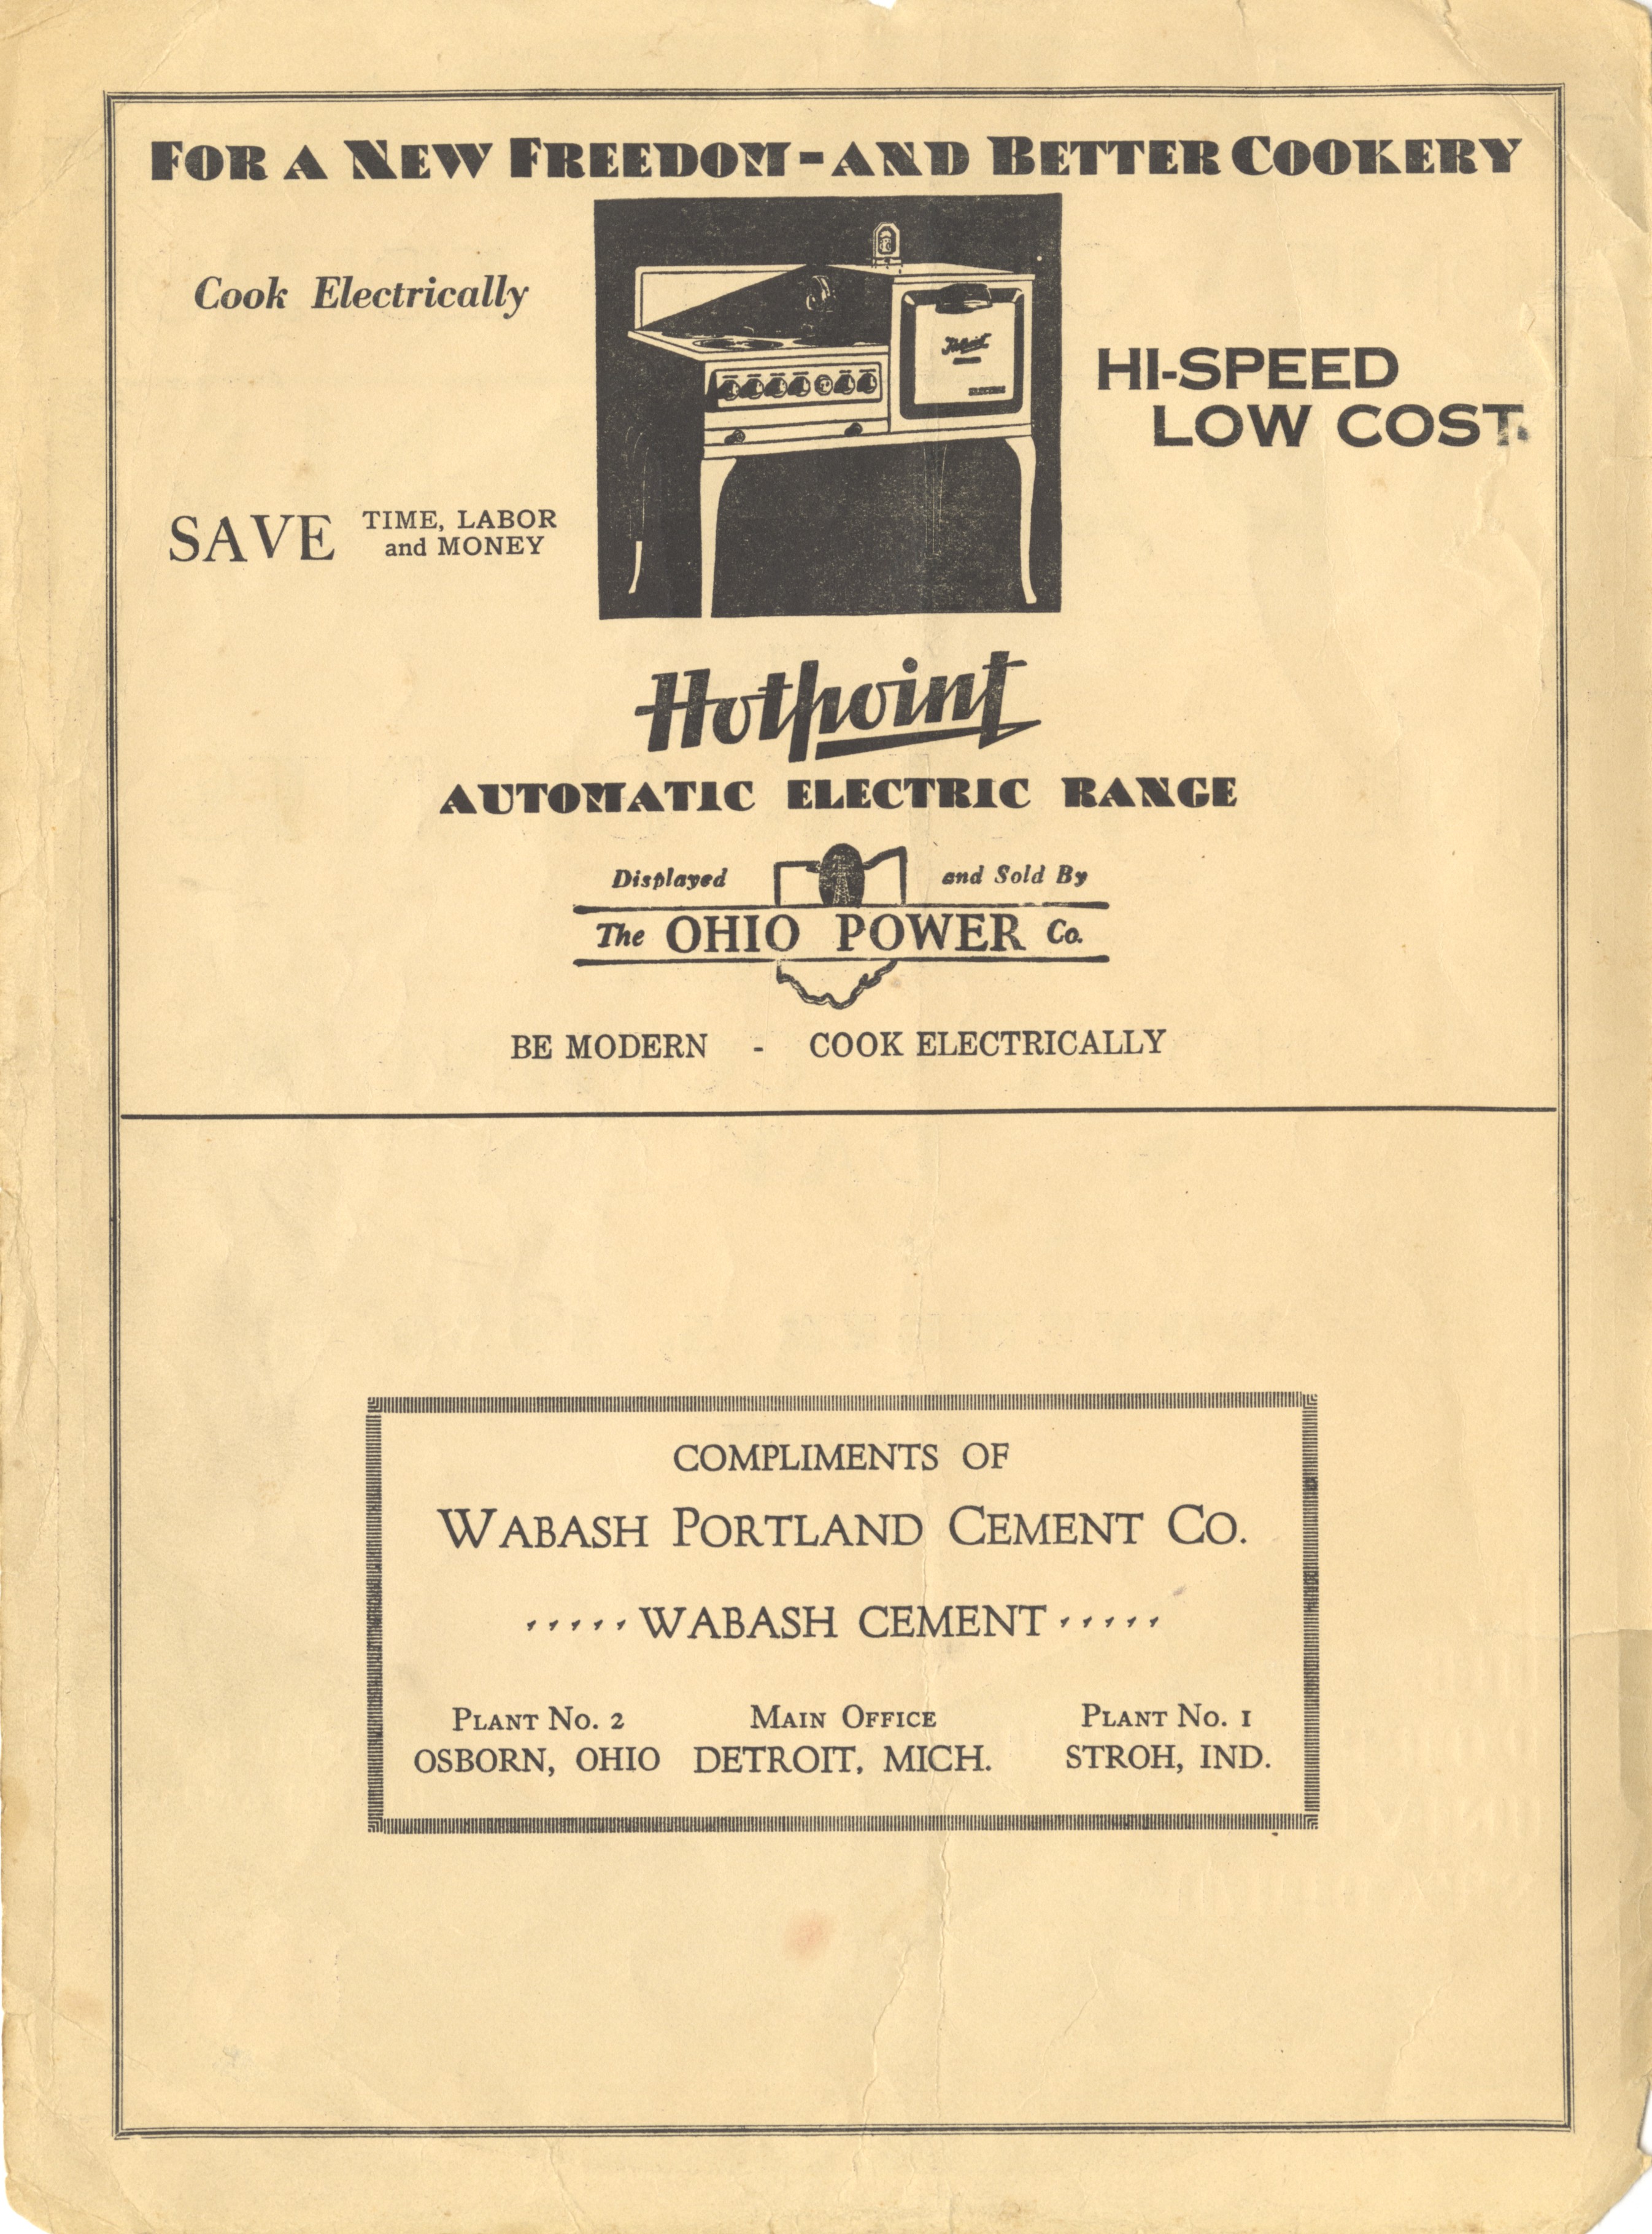 FOR A NEW FREEDOM-AND BETTER COOKERY
Cook Electrically
HI-SPEED
LOW COST.
SAVE TIME, LABOR
and MONEY
Hotpoint
ELECTRIC
Hotpoint
AUTOMATIC ELECTRIC RANGE
Displayed and Sold By
The OHIO POWER Co.
BE MODERN - COOK ELECTRICALLY
COMPLIMENTS OF
WABASH PORTLAND CEMENT CO.
WABASH CEMENT
PLANT NO. 2 MAIN OFFICE PLANT NO. 1
OSBORN, OHIO DETROIT, MICH. STROH, IND.